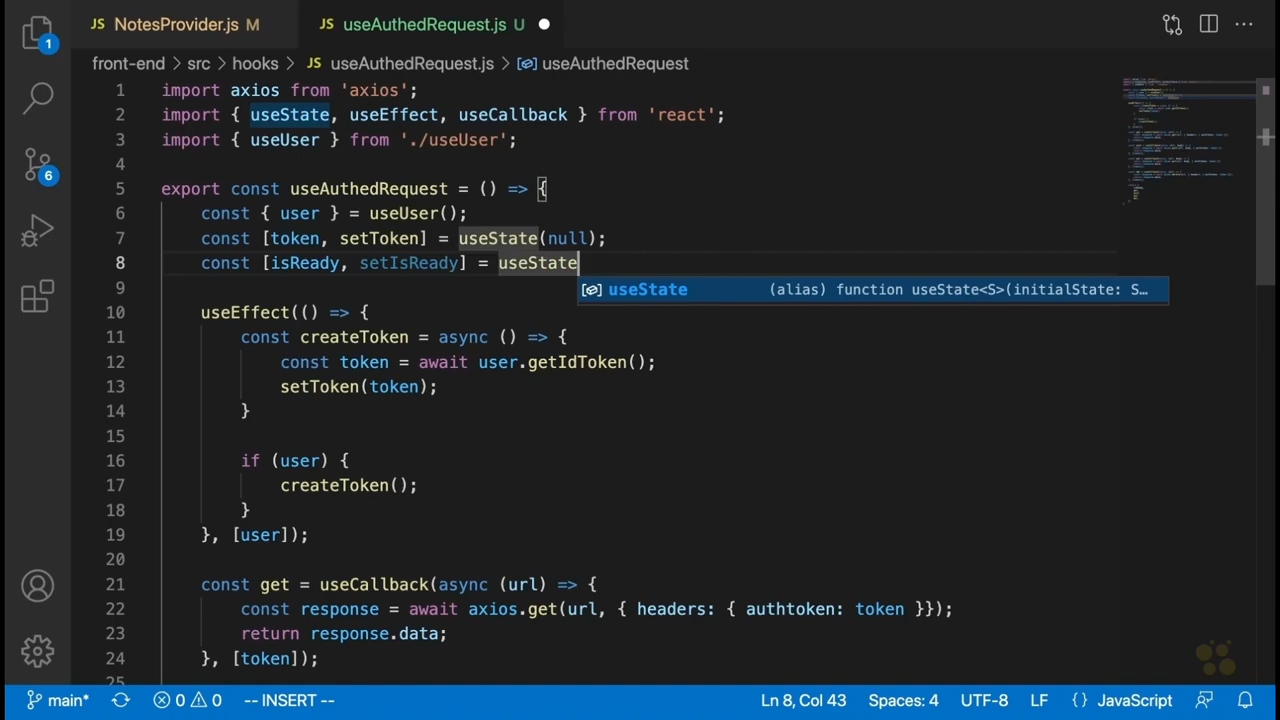 JS NotesProvider.js M JS useAuthedRequest.js U
front-end > src > hooks > JS useAuthedRequest.js > useAuthedRequest
1 import axios from 'axios';
2 import { useState, useEffect, useCallback } from 'react';
3 import { useUser } from './useUser';
4
5 export const useAuthedRequest = () => {
6 const { user } = useUser();
7 const [token, setToken] = useState(null);
8 const [isReady, setIsReady] = useState
useState (alias) function useState<S>(initialState: S…
9
10 useEffect(() => {
11 const createToken = async () => {
12 const token = await user.getIdToken();
13 setToken(token);
14 }
15
16 if (user) {
17 createToken();
18 }
19 }, [user]);
20
21 const get = useCallback(async (url) => {
22 const response = await axios.get(url, { headers: { authtoken: token }});
23 return response.data;
24 }, [token]);
25
1
6
main* 0 0 -- INSERT -- Ln 8, Col 43 Spaces: 4 UTF-8 LF {} JavaScript